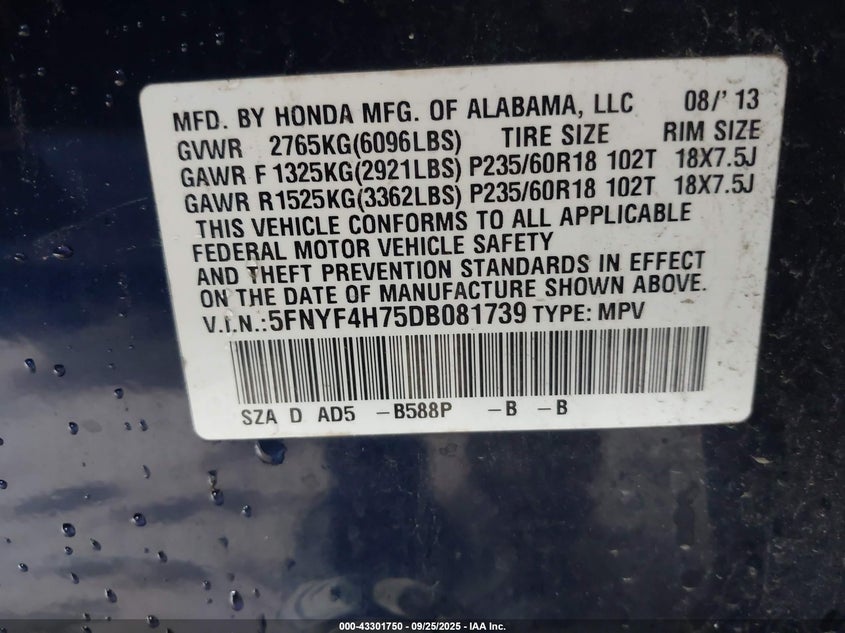 MFD. BY HONDA MFG. OF ALABAMA, LLC 08/'13
GVWR 2765KG(6096LBS) TIRE SIZE RIM SIZE
GAWR F 1325KG(2921LBS) P235/60R18 102T 18X7.5J
GAWR R1525KG(3362LBS) P235/60R18 102T 18X7.5J
THIS VEHICLE CONFORMS TO ALL APPLICABLE
FEDERAL MOTOR VEHICLE SAFETY
AND THEFT PREVENTION STANDARDS IN EFFECT
ON THE DATE OF MANUFACTURE SHOWN ABOVE.
V.I.N.:5FNYF4H75DB081739 TYPE: MPV
SZA D AD5 -B588P -B -B
000-43301750 - 09/25/2025 - IAA Inc.